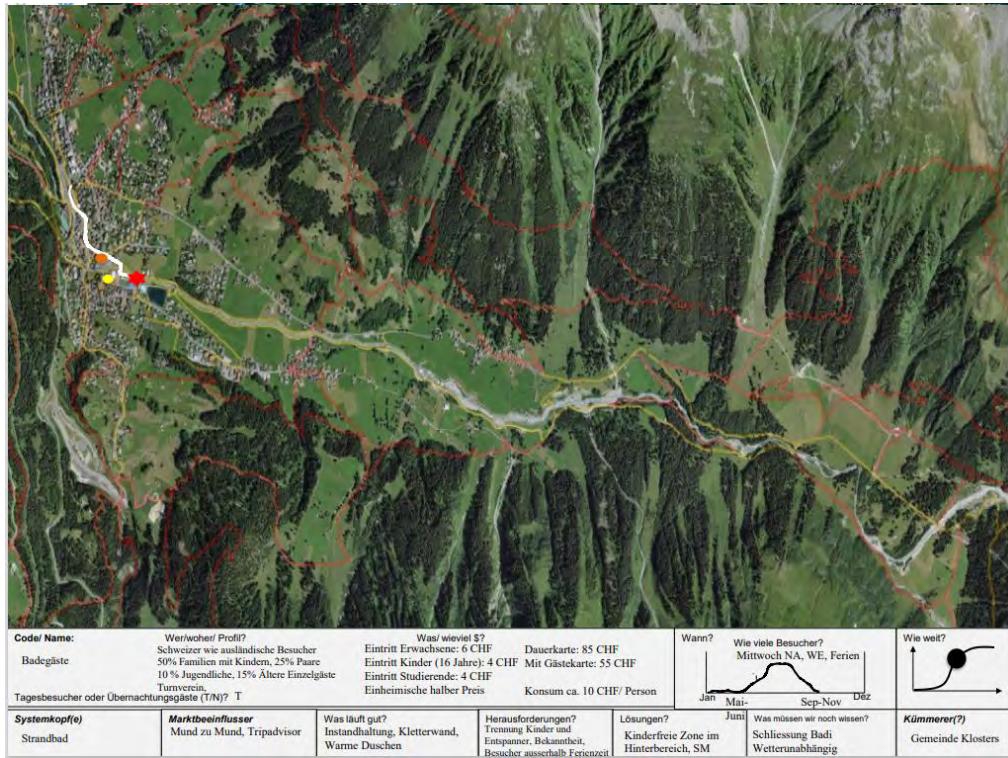 Code/ Name:
Badegäste
Wer/woher/ Profil?
Schweizer wie ausländische Besucher
50% Familien mit Kindern, 25% Paare
10 % Jugendliche, 15% Ältere Einzelgäste
Turnverein,
Tagesbesucher oder Übernachtungsgäste (T/N)? T
Was/ wieviel $?
Eintritt Erwachsene: 6 CHF
Eintritt Kinder (16 Jahre): 4 CHF
Eintritt Studierende: 4 CHF
Einheimische halber Preis
Dauerkarte: 85 CHF
Mit Gästekarte: 55 CHF
Konsum ca. 10 CHF/ Person
Wann?
Wie viele Besucher?
Mittwoch NA, WE, Ferien
Jan
Mai-
Juni
Sep-Nov
Dez
Wie weit?
Systemkopf(e)
Strandbad
Marktbeeinflusser
Mund zu Mund, Tripadvisor
Was läuft gut?
Instandhaltung, Kletterwand,
Warme Duschen
Herausforderungen?
Trennung Kinder und
Entspanner, Bekanntheit,
Besucher ausserhalb Ferienzeit
Lösungen?
Kinderfreie Zone im
Hinterbereich, SM
Was müssen wir noch wissen?
Schliessung Badi
Wetterunabhängig
Kümmerer(?)
Gemeinde Klosters